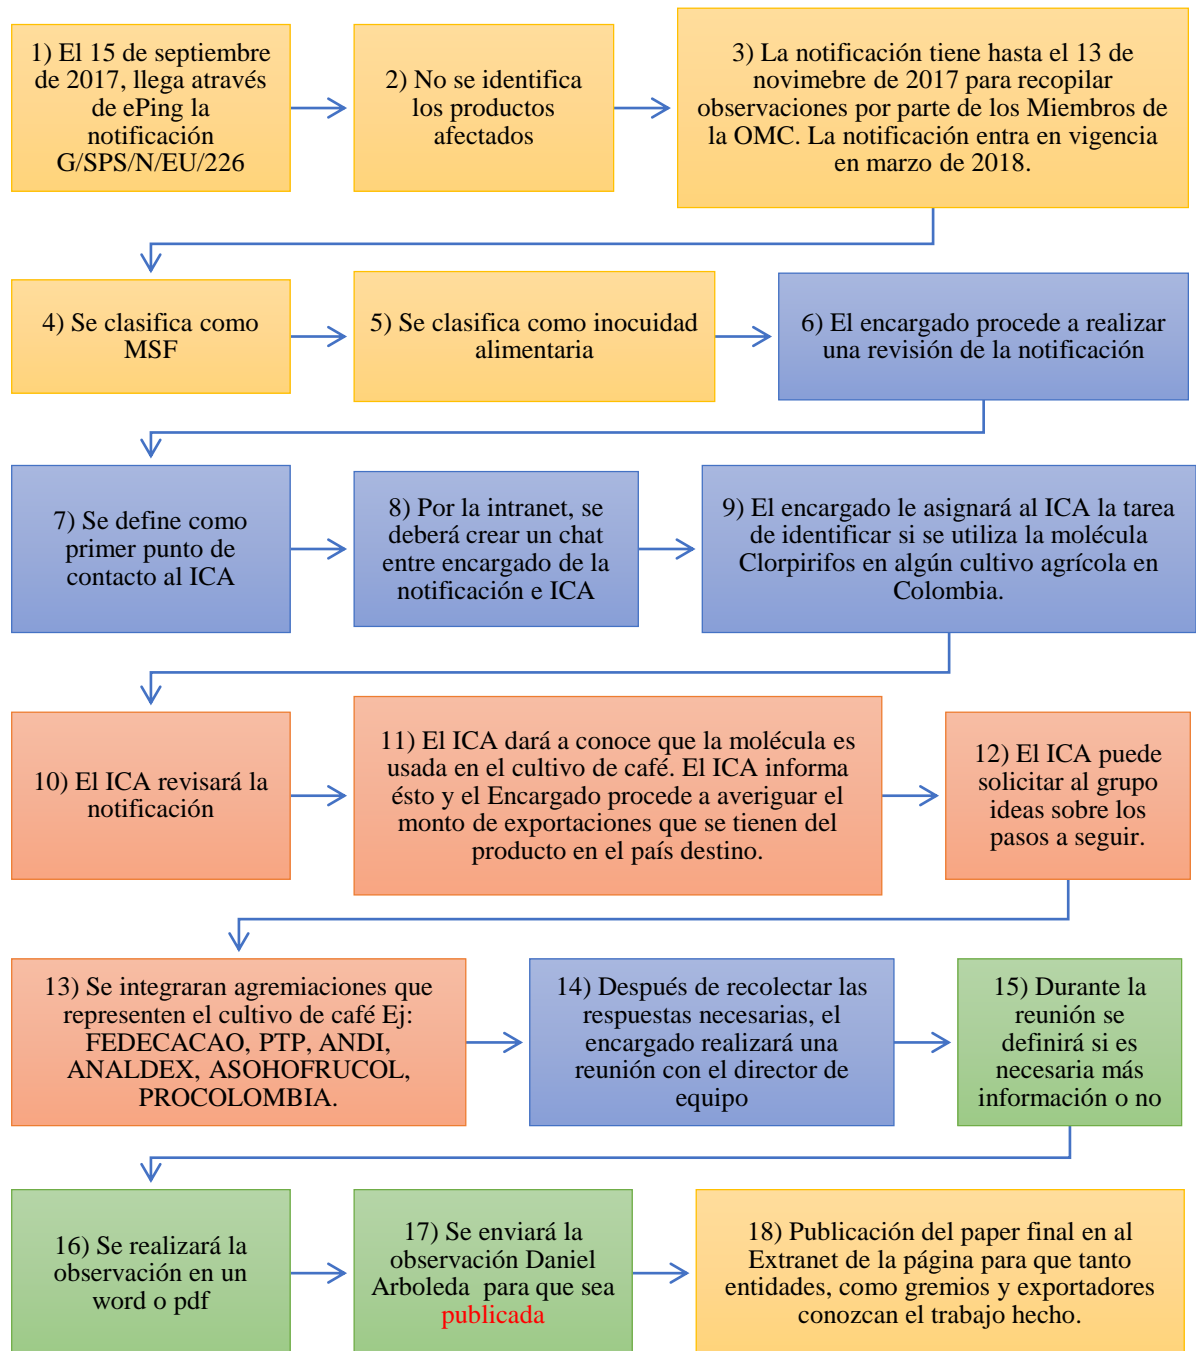 1) El 15 de septiembre
de 2017, llega através
de ePing la
notificación
G/SPS/N/EU/226
2) No se identifica
los productos
afectados
3) La notificación tiene hasta el 13 de
novimebre de 2017 para recopilar
observaciones por parte de los Miembros de
la OMC. La notificación entra en vigencia
en marzo de 2018.
4) Se clasifica como
MSF
5) Se clasifica como inocuidad
alimentaria
6) El encargado procede a realizar
una revisión de la notificación
7) Se define como
primer punto de
contacto al ICA
8) Por la intranet, se
deberá crear un chat
entre encargado de la
notificación e ICA
9) El encargado le asignará al ICA la tarea
de identificar si se utiliza la molécula
Clorpirifos en algún cultivo agrícola en
Colombia.
10) El ICA revisará la
notificación
11) El ICA dará a conoce que la molécula es
usada en el cultivo de café. El ICA informa
ésto y el Encargado procede a averiguar el
monto de exportaciones que se tienen del
producto en el país destino.
12) El ICA puede
solicitar al grupo
ideas sobre los
pasos a seguir.
13) Se integraran agremiaciones que
representen el cultivo de café Ej:
FEDECACAO, PTP, ANDI,
ANALDEX, ASOHOFRUCOL,
PROCOLOMBIA.
14) Después de recolectar las
respuestas necesarias, el
encargado realizará una
reunión con el director de
equipo
15) Durante la
reunión se
definirá si es
necesaria más
información o no
16) Se realizará la
observación en un
word o pdf
17) Se enviará la
observación Daniel
Arboleda para que sea
publicada
18) Publicación del paper final en al
Extranet de la página para que tanto
entidades, como gremios y exportadores
conozcan el trabajo hecho.